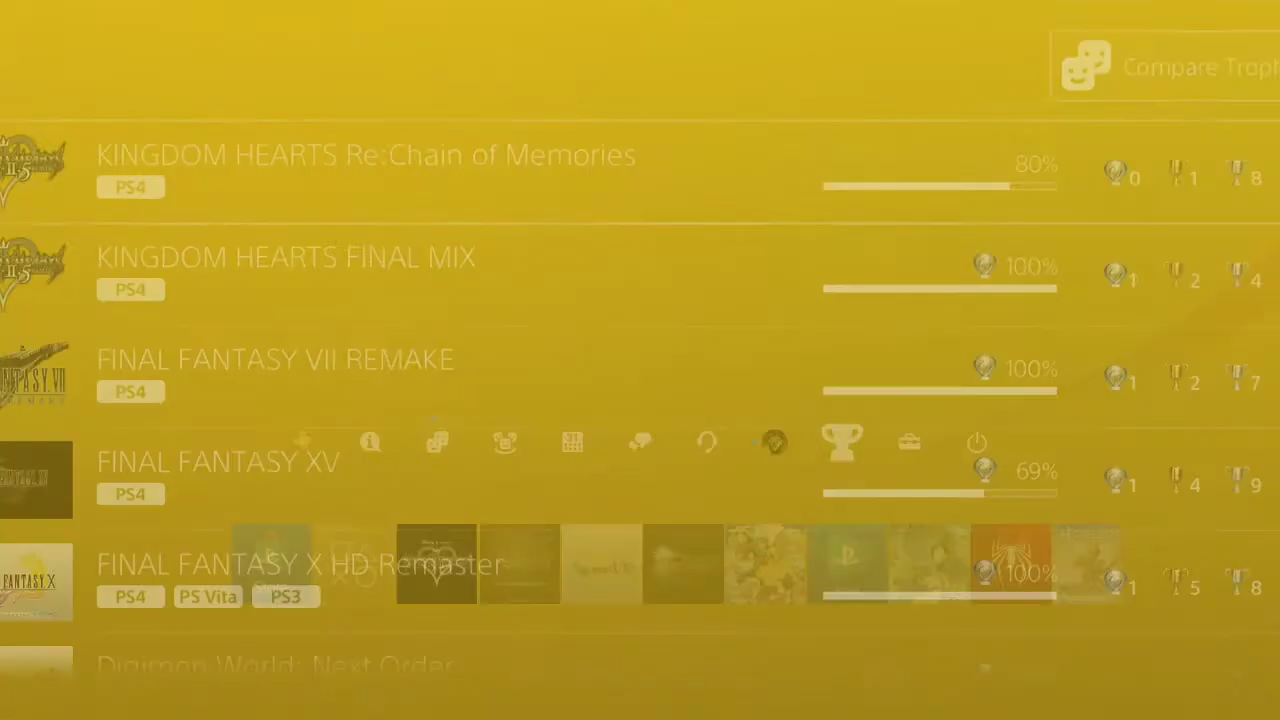 Compare Troph
KINGDOM HEARTS Re:Chain of Memories
80%
PS4
0
1
8
KINGDOM HEARTS FINAL MIX
100%
PS4
1
2
4
FINAL FANTASY VII REMAKE
100%
PS4
1
2
7
FINAL FANTASY XV
69%
PS4
1
4
9
FINAL FANTASY X HD Remaster
100%
PS4
PS Vita
PS3
1
5
8
FANTASY X
Digimon World: Next Order